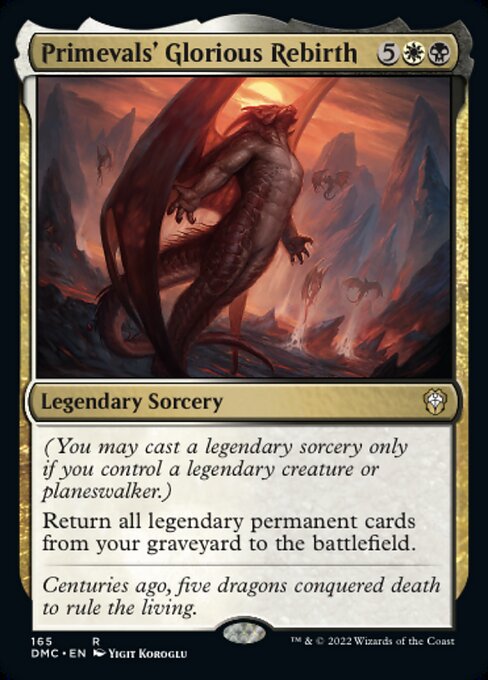 Primevals' Glorious Rebirth 5
Legendary Sorcery
(You may cast a legendary sorcery only
if you control a legendary creature or
planeswalker.)
Return all legendary permanent cards
from your graveyard to the battlefield.
Centuries ago, five dragons conquered death
to rule the living.
165 R
DMC • EN Yigit Koroglu
™ & © 2022 Wizards of the Coast